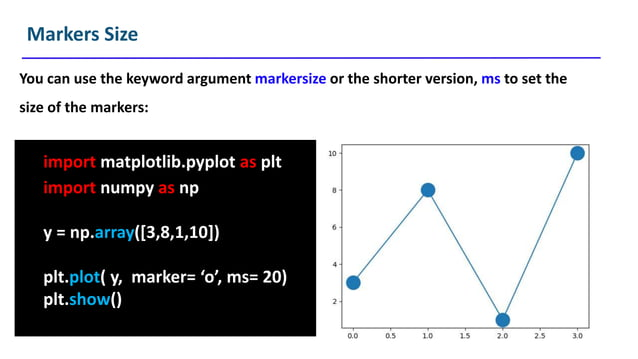 Markers Size
You can use the keyword argument markersize or the shorter version, ms to set the
size of the markers:
import matplotlib.pyplot as plt
import numpy as np
y = np.array([3,8,1,10])
plt.plot( y,  marker= ‘o’, ms= 20)
plt.show()
10
8
6
4
2
0.0 0.5 1.0 1.5 2.0 2.5 3.0